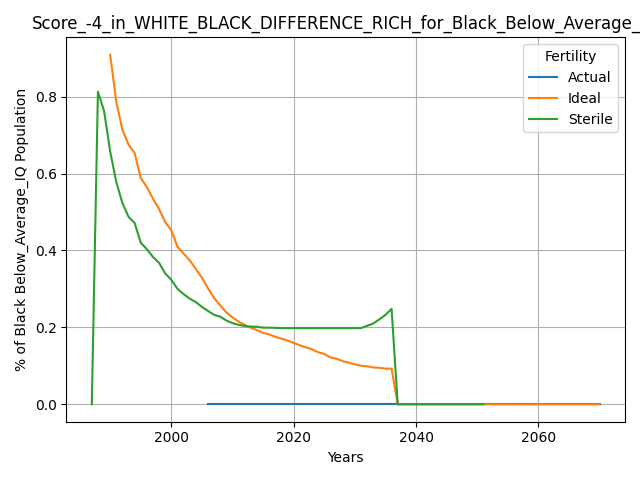 Score_-4_in_WHITE_BLACK_DIFFERENCE_RICH_for_Black_Below_Average_
Fertility
Actual
Ideal
Sterile
% of Black Below_Average_IQ Population
0.8
0.6
0.4
0.2
0.0
2000 2020 2040 2060
Years